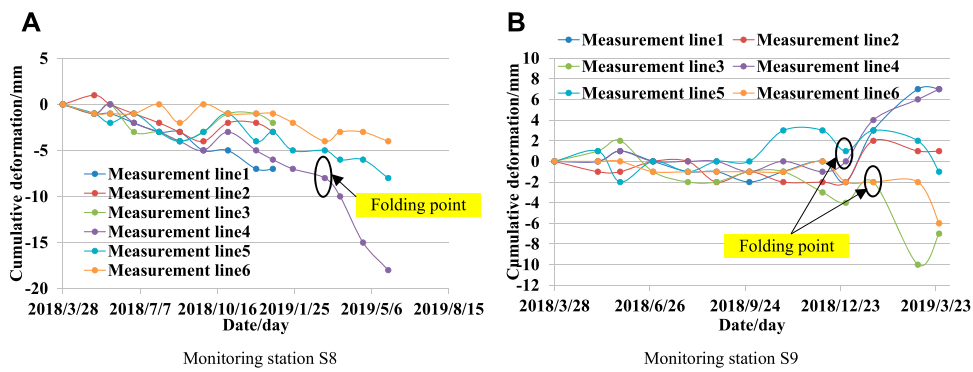 A
5
0
-5
-10
-15
-20
Cumulative deformation/mm
Measurement line1
Measurement line2
Measurement line3
Measurement line4
Measurement line5
Measurement line6
Folding point
2018/3/28 2018/7/7 2018/10/16 2019/1/25 2019/5/6 2019/8/15
Date/day
Monitoring station S8
B
Measurement line1 Measurement line2
Measurement line3 Measurement line4
Measurement line5 Measurement line6
10
8
6
4
2
0
-2
-4
-6
-8
-10
-12
Cumulative deformation/mm
Folding point
2018/3/28 2018/6/26 2018/9/24 2018/12/23 2019/3/23
Date/day
Monitoring station S9